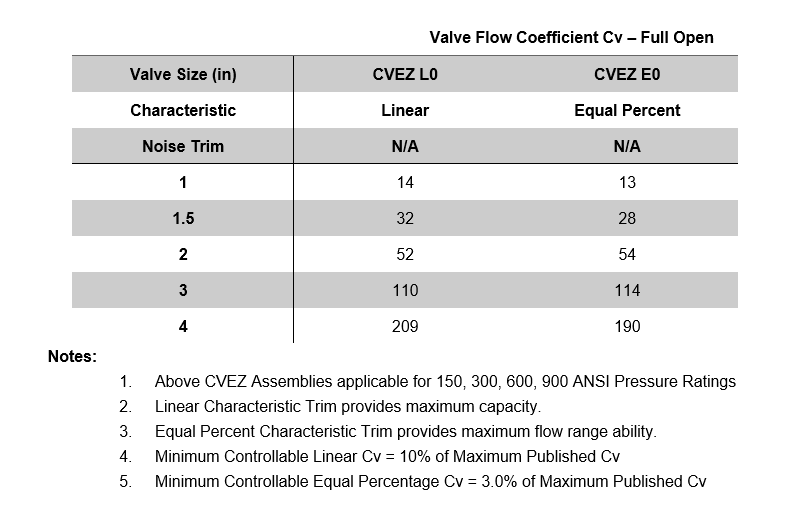 Valve Flow Coefficient Cv – Full Open
Valve Size (in) CVEZ L0 CVEZ E0
Characteristic Linear Equal Percent
Noise Trim N/A N/A
1 14 13
1.5 32 28
2 52 54
3 110 114
4 209 190
Notes:
1. Above CVEZ Assemblies applicable for 150, 300, 600, 900 ANSI Pressure Ratings
2. Linear Characteristic Trim provides maximum capacity.
3. Equal Percent Characteristic Trim provides maximum flow range ability.
4. Minimum Controllable Linear Cv = 10% of Maximum Published Cv
5. Minimum Controllable Equal Percentage Cv = 3.0% of Maximum Published Cv